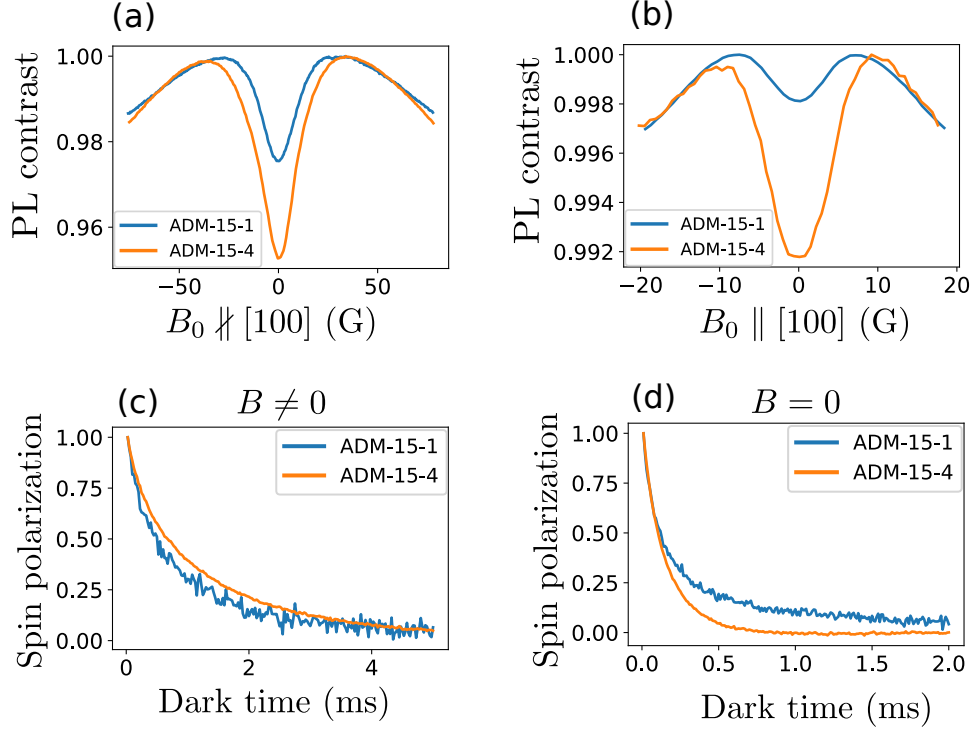 (a)
PL contrast
1.00
0.98
0.96
ADM-15-1
ADM-15-4
−50
0
50
B₀ ∦ [100] (G)
(b)
PL contrast
1.000
0.998
0.996
0.994
0.992
ADM-15-1
ADM-15-4
−20
−10
0
10
20
B₀ ∥ [100] (G)
(c)
B ≠ 0
Spin polarization
1.00
0.75
0.50
0.25
0.00
ADM-15-1
ADM-15-4
0
2
4
Dark time (ms)
(d)
B = 0
Spin polarization
1.00
0.75
0.50
0.25
0.00
ADM-15-1
ADM-15-4
0.0
0.5
1.0
1.5
2.0
Dark time (ms)